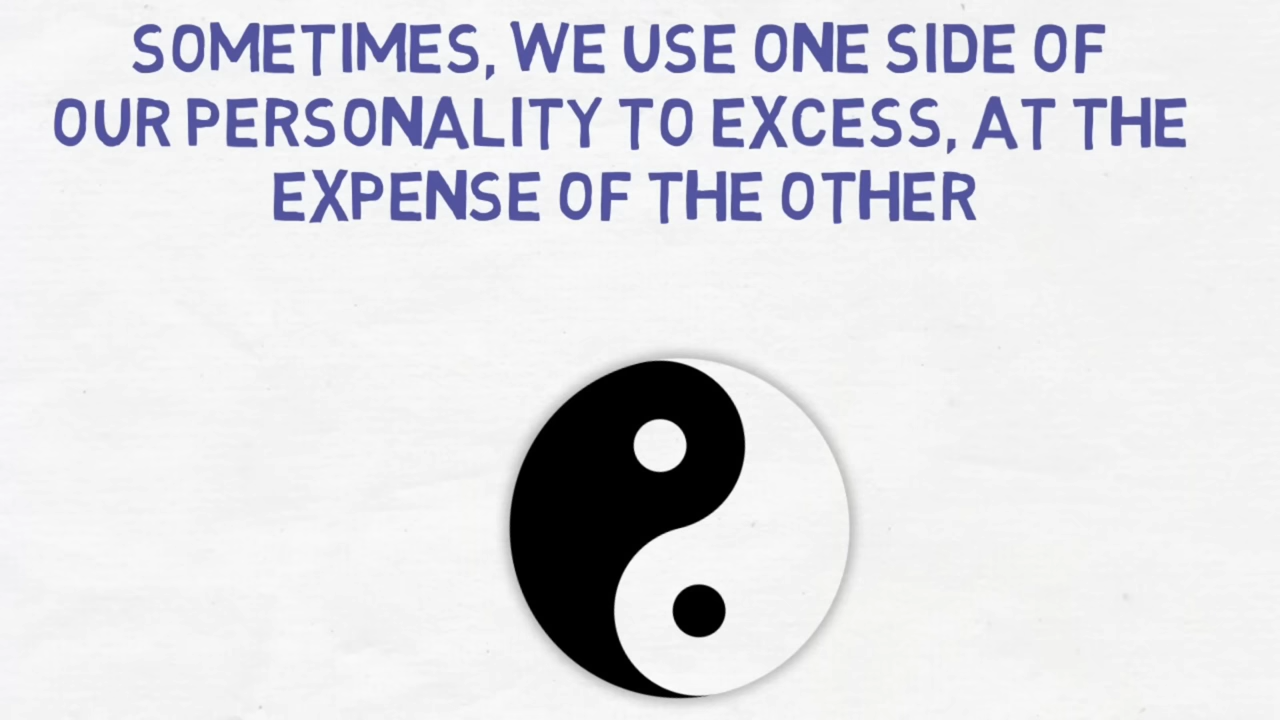 SOMETIMES, WE USE ONE SIDE OF
OUR PERSONALITY TO EXCESS, AT THE
EXPENSE OF THE OTHER